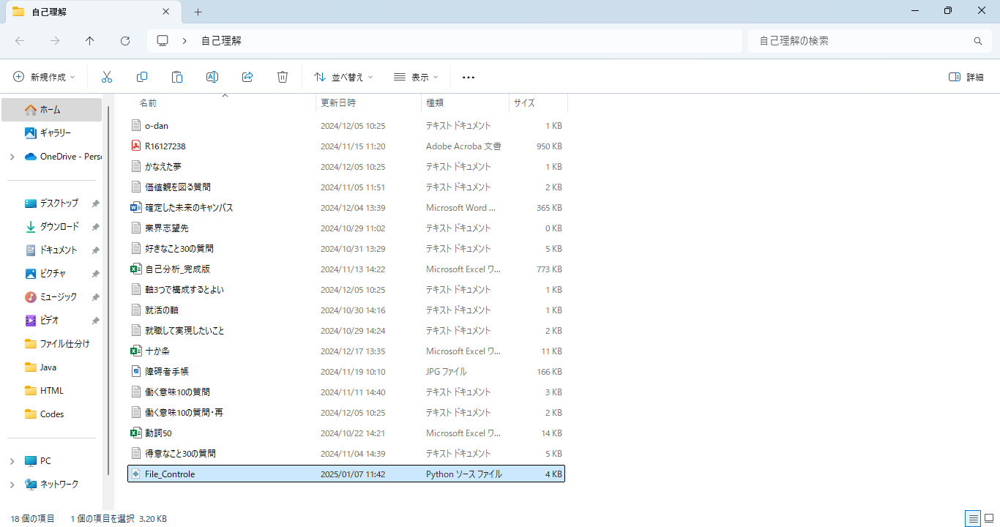 自己理解
自己理解
自己理解の検索
新規作成
並べ替え
表示
詳細
ホーム
ギャラリー
OneDrive - Perso
デスクトップ
ダウンロード
ドキュメント
ピクチャ
ミュージック
ビデオ
ファイル仕分け
Java
HTML
Codes
PC
ネットワーク
名前 更新日時 種類 サイズ
o-dan 2024/12/05 10:25 テキスト ドキュメント 1 KB
R16127238 2024/11/15 11:20 Adobe Acroba 文書 950 KB
かなえた夢 2024/12/05 10:25 テキスト ドキュメント 1 KB
価値観を図る質問 2024/11/05 11:51 テキスト ドキュメント 2 KB
確定した未来のキャンバス 2024/12/04 13:39 Microsoft Word ... 365 KB
業界志望先 2024/10/29 11:02 テキスト ドキュメント 0 KB
好きなこと30の質問 2024/10/31 13:29 テキスト ドキュメント 5 KB
自己分析_完成版 2024/11/13 14:22 Microsoft Excel ワ... 773 KB
軸3つで構成するとよい 2024/12/05 10:25 テキスト ドキュメント 1 KB
就活の軸 2024/10/30 14:16 テキスト ドキュメント 1 KB
就職して実現したいこと 2024/10/29 14:24 テキスト ドキュメント 2 KB
十か条 2024/12/17 13:35 Microsoft Excel ワ... 11 KB
障碍者手帳 2024/11/19 10:10 JPG ファイル 166 KB
働く意味10の質問 2024/11/11 14:40 テキスト ドキュメント 3 KB
働く意味10の質問・再 2024/12/05 10:25 テキスト ドキュメント 2 KB
動詞50 2024/10/22 14:21 Microsoft Excel ワ... 14 KB
得意なこと30の質問 2024/11/04 14:39 テキスト ドキュメント 5 KB
File_Controle 2025/01/07 11:42 Python ソース ファイル 4 KB
18 個の項目 1 個の項目を選択 3.20 KB